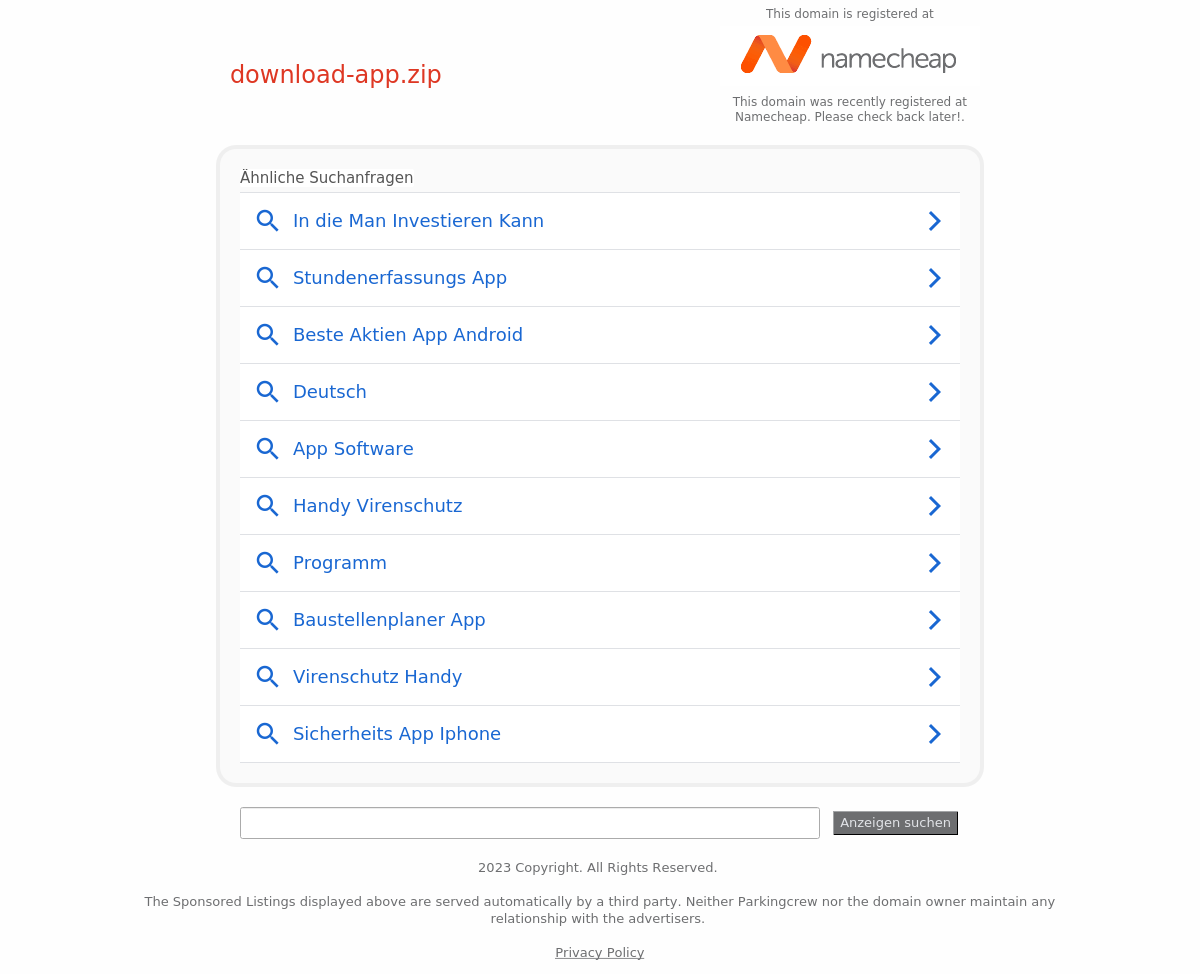 This domain is registered at
namecheap
download-app.zip
This domain was recently registered at
Namecheap. Please check back later!.
Ähnliche Suchanfragen
In die Man Investieren Kann
Stundenerfassungs App
Beste Aktien App Android
Deutsch
App Software
Handy Virenschutz
Programm
Baustellenplaner App
Virenschutz Handy
Sicherheits App Iphone
Anzeigen suchen
2023 Copyright. All Rights Reserved.
The Sponsored Listings displayed above are served automatically by a third party. Neither Parkingcrew nor the domain owner maintain any
relationship with the advertisers.
Privacy Policy